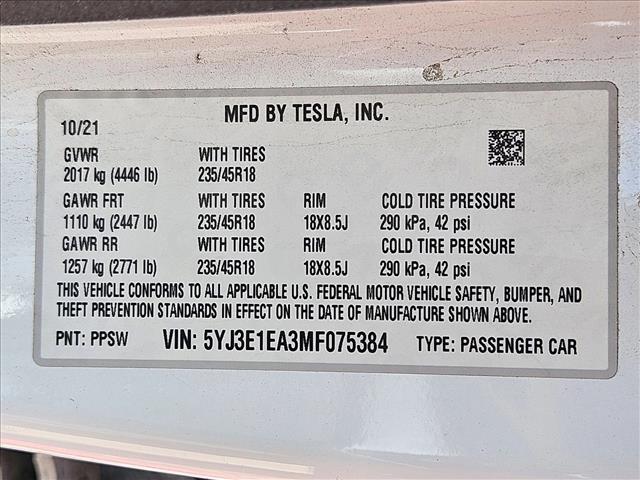 MFD BY TESLA, INC.
10/21
GVWR WITH TIRES
2017 kg (4446 lb) 235/45R18
GAWR FRT WITH TIRES RIM COLD TIRE PRESSURE
1110 kg (2447 lb) 235/45R18 18X8.5J 290 kPa, 42 psi
GAWR RR WITH TIRES RIM COLD TIRE PRESSURE
1257 kg (2771 lb) 235/45R18 18X8.5J 290 kPa, 42 psi
THIS VEHICLE CONFORMS TO ALL APPLICABLE U.S. FEDERAL MOTOR VEHICLE SAFETY, BUMPER, AND
THEFT PREVENTION STANDARDS IN EFFECT ON THE DATE OF MANUFACTURE SHOWN ABOVE.
PNT: PPSW VIN: 5YJ3E1EA3MF075384 TYPE: PASSENGER CAR